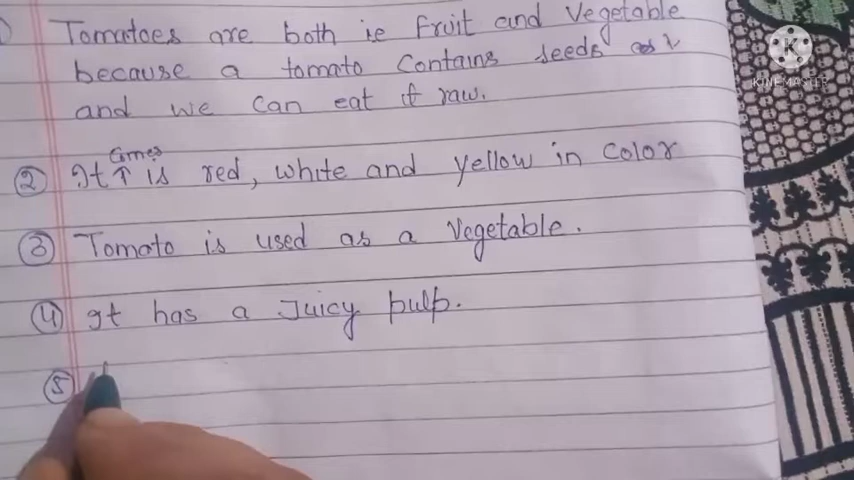 Tomatoes are both ie Fruit and Vegetable
because a tomato Contains seeds
and we can eat it raw.
comes
② It ↑ is red, white and yellow in color
③ Tomato is used as a Vegetable.
④ It has a Juicy pulp.
⑤
K
KINEMASTER